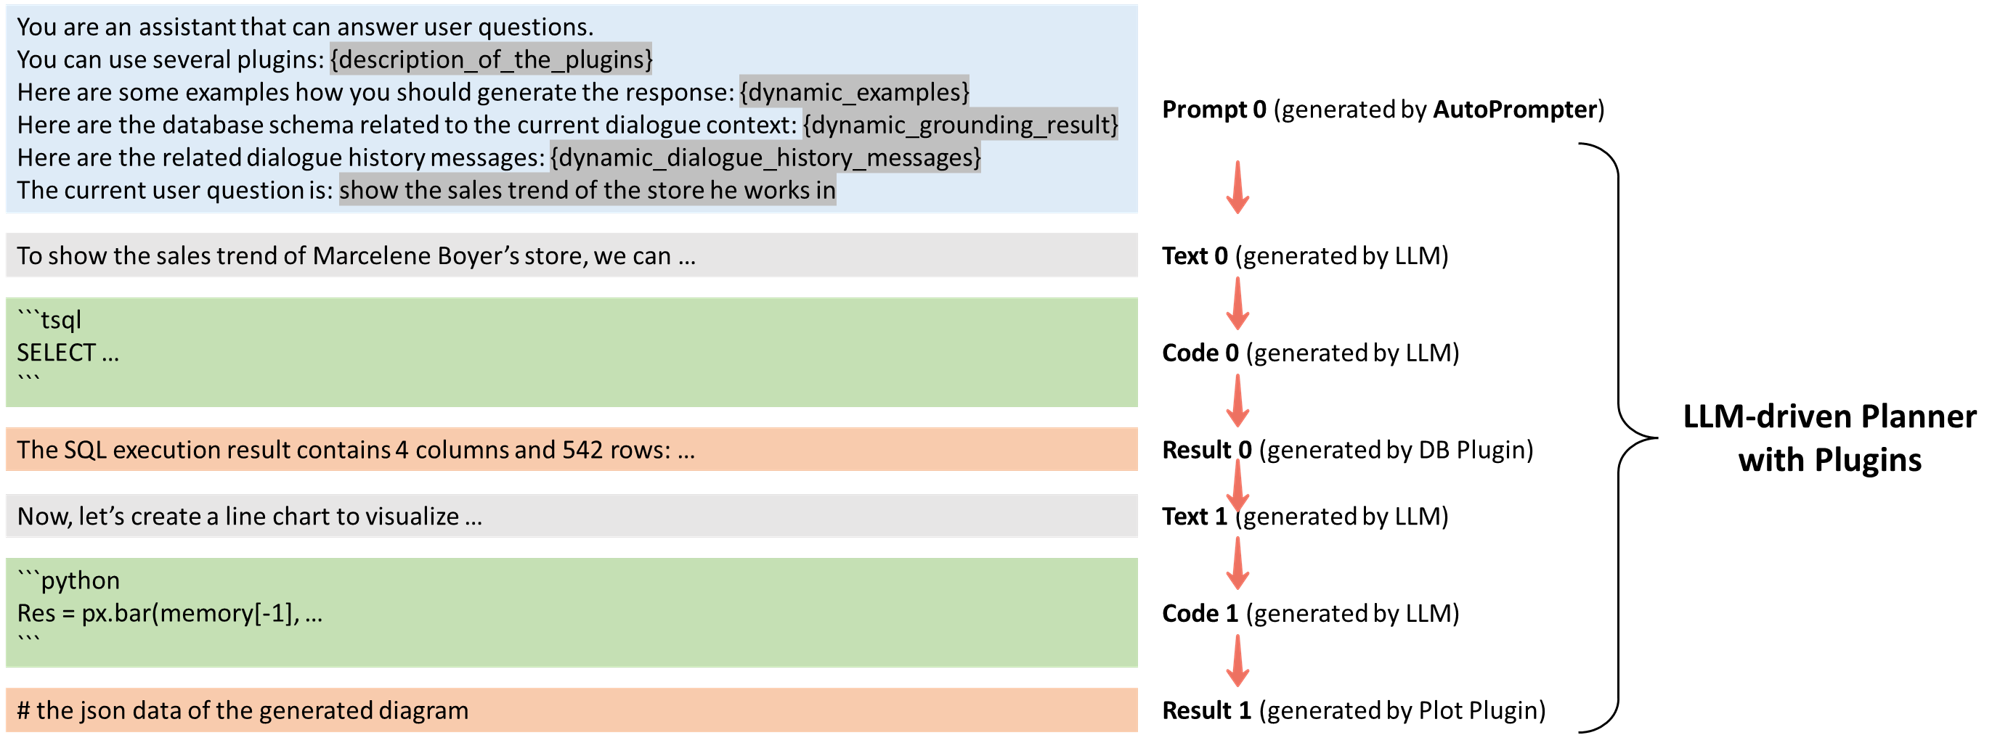 You are an assistant that can answer user questions.
You can use several plugins: {description_of_the_plugins}
Here are some examples how you should generate the response: {dynamic_examples}
Here are the database schema related to the current dialogue context: {dynamic_grounding_result}
Here are the related dialogue history messages: {dynamic_dialogue_history_messages}
The current user question is: show the sales trend of the store he works in
Prompt 0 (generated by AutoPrompter)
To show the sales trend of Marcelene Boyer’s store, we can ...
Text 0 (generated by LLM)
```tsql
SELECT ...
```
Code 0 (generated by LLM)
The SQL execution result contains 4 columns and 542 rows: ...
Result 0 (generated by DB Plugin)
Now, let’s create a line chart to visualize ...
Text 1 (generated by LLM)
```python
Res = px.bar(memory[-1], ...
```
Code 1 (generated by LLM)
# the json data of the generated diagram
Result 1 (generated by Plot Plugin)
LLM-driven Planner
with Plugins